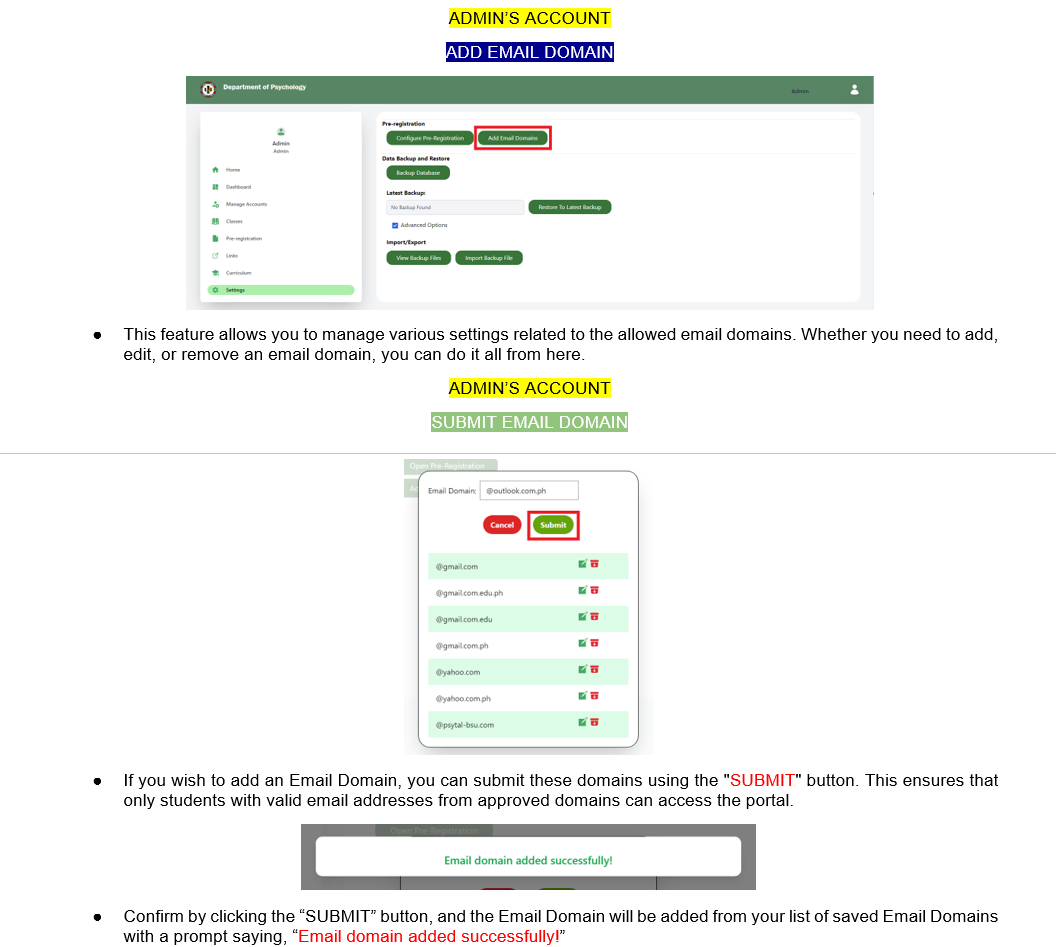 ADMIN’S ACCOUNT
ADD EMAIL DOMAIN
Department of Psychology
Admin
Admin
Admin
Home
Dashboard
Manage Accounts
Classes
Pre-registration
Links
Curriculum
Settings
Pre-registration
Configure Pre-Registration
Add Email Domains
Data Backup and Restore
Backup Database
Latest Backup:
No Backup Found
Restore To Latest Backup
Advanced Options
Import/Export
View Backup Files
Import Backup File
● This feature allows you to manage various settings related to the allowed email domains. Whether you need to add,
edit, or remove an email domain, you can do it all from here.
ADMIN’S ACCOUNT
SUBMIT EMAIL DOMAIN
Open Pre-Registration
Email Domain: @outlook.com.ph
Cancel Submit
@gmail.com
@gmail.com.edu.ph
@gmail.com.edu
@gmail.com.ph
@yahoo.com
@yahoo.com.ph
@psytal-bsu.com
● If you wish to add an Email Domain, you can submit these domains using the "SUBMIT" button. This ensures that
only students with valid email addresses from approved domains can access the portal.
Open Pre-Registration
Email domain added successfully!
● Confirm by clicking the “SUBMIT” button, and the Email Domain will be added from your list of saved Email Domains
with a prompt saying, “Email domain added successfully!”